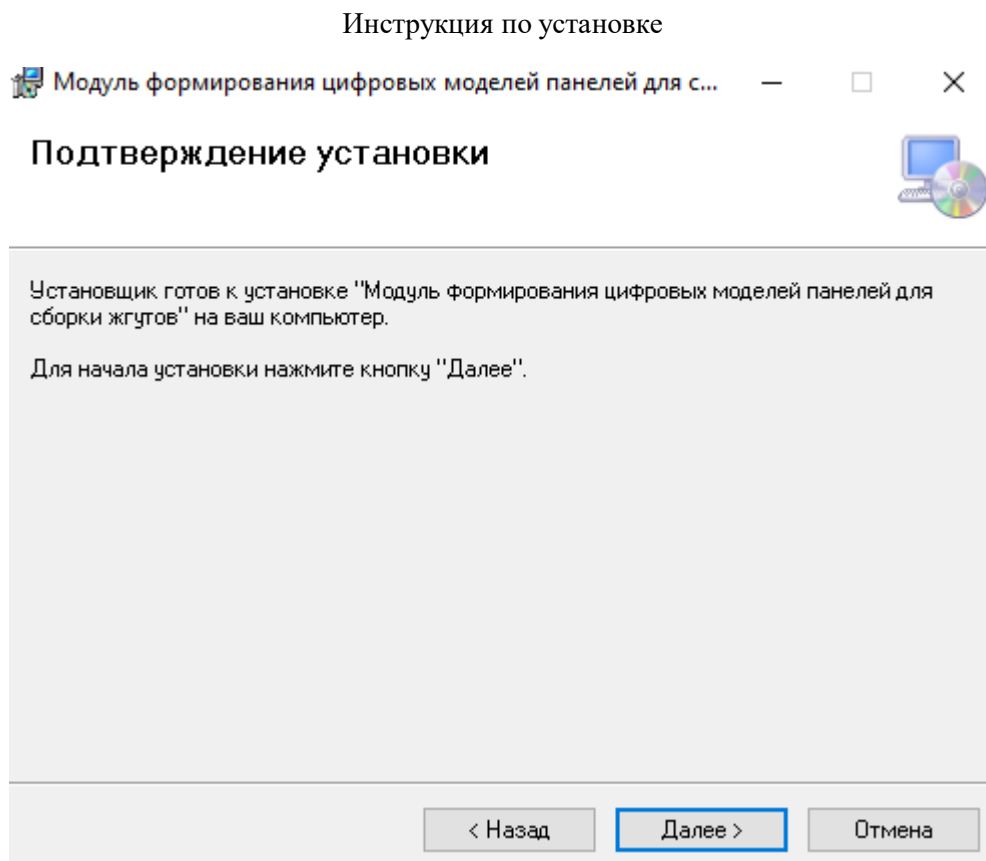 Инструкция по установке
Модуль формирования цифровых моделей панелей для с...
Подтверждение установки
Установщик готов к установке "Модуль формирования цифровых моделей панелей для
сборки жгутов" на ваш компьютер.
Для начала установки нажмите кнопку "Далее".
< Назад
Далее >
Отмена